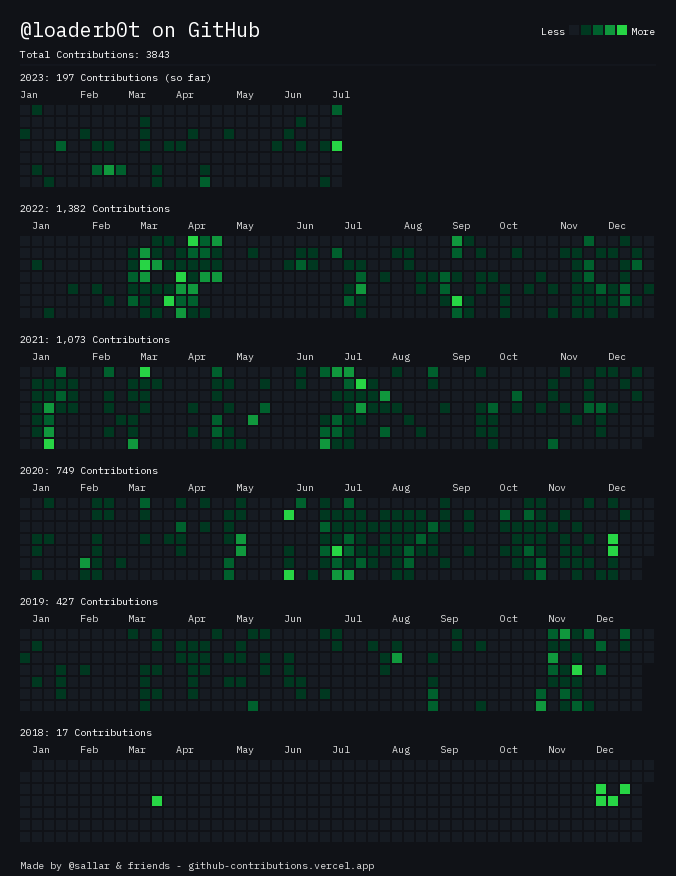 @loaderb0t on GitHub
Less More
Total Contributions: 3843
2023: 197 Contributions (so far)
Jan Feb Mar Apr May Jun Jul
2022: 1,382 Contributions
Jan Feb Mar Apr May Jun Jul Aug Sep Oct Nov Dec
2021: 1,073 Contributions
Jan Feb Mar Apr May Jun Jul Aug Sep Oct Nov Dec
2020: 749 Contributions
Jan Feb Mar Apr May Jun Jul Aug Sep Oct Nov Dec
2019: 427 Contributions
Jan Feb Mar Apr May Jun Jul Aug Sep Oct Nov Dec
2018: 17 Contributions
Jan Feb Mar Apr May Jun Jul Aug Sep Oct Nov Dec
Made by @sallar & friends - github-contributions.vercel.app